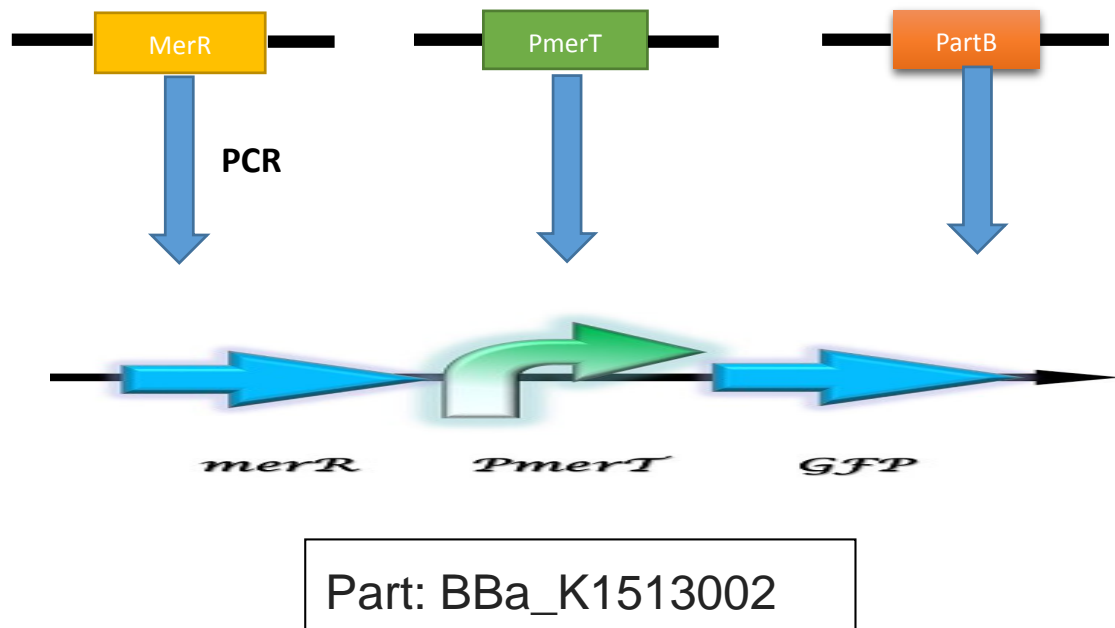 MerR
PmerT
PartB
PCR
merR
PmerT
GFP
Part: BBa_K1513002